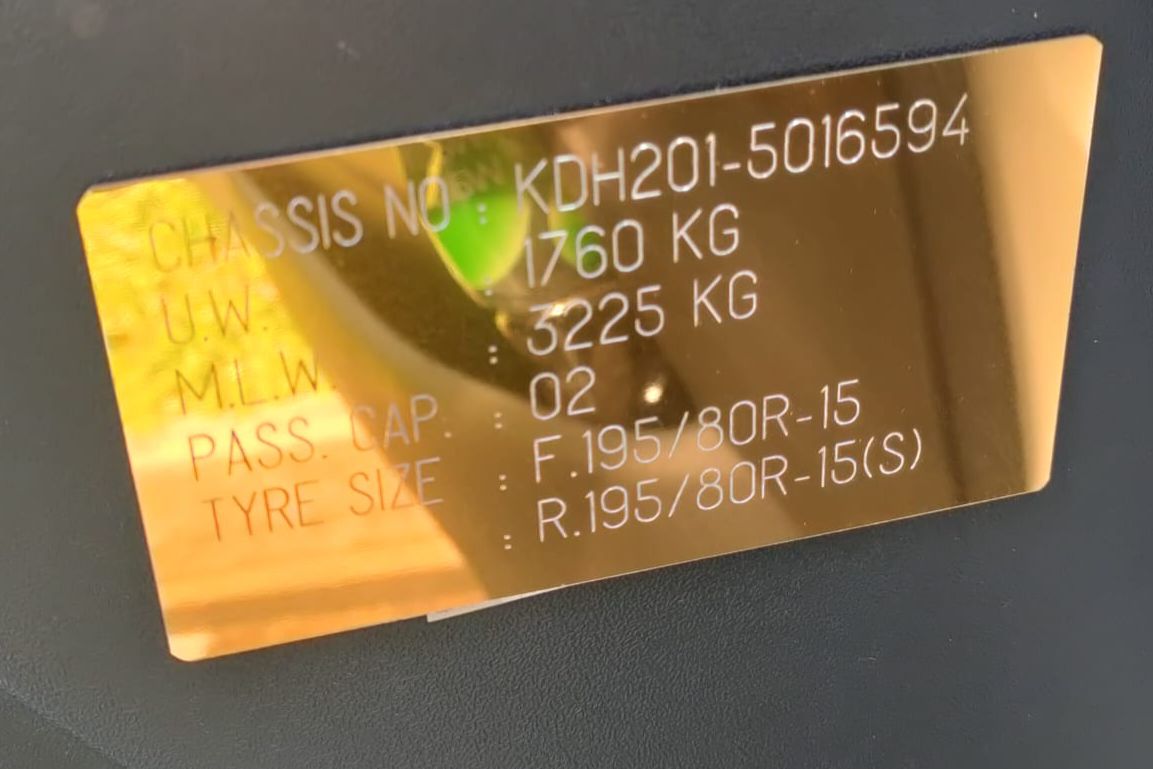 CHASSIS NO : KDH201-5016594
U.W. : 1760 KG
M.L.W. : 3225 KG
PASS. CAP. : 02
TYRE SIZE : F.195/80R-15
: R.195/80R-15(S)